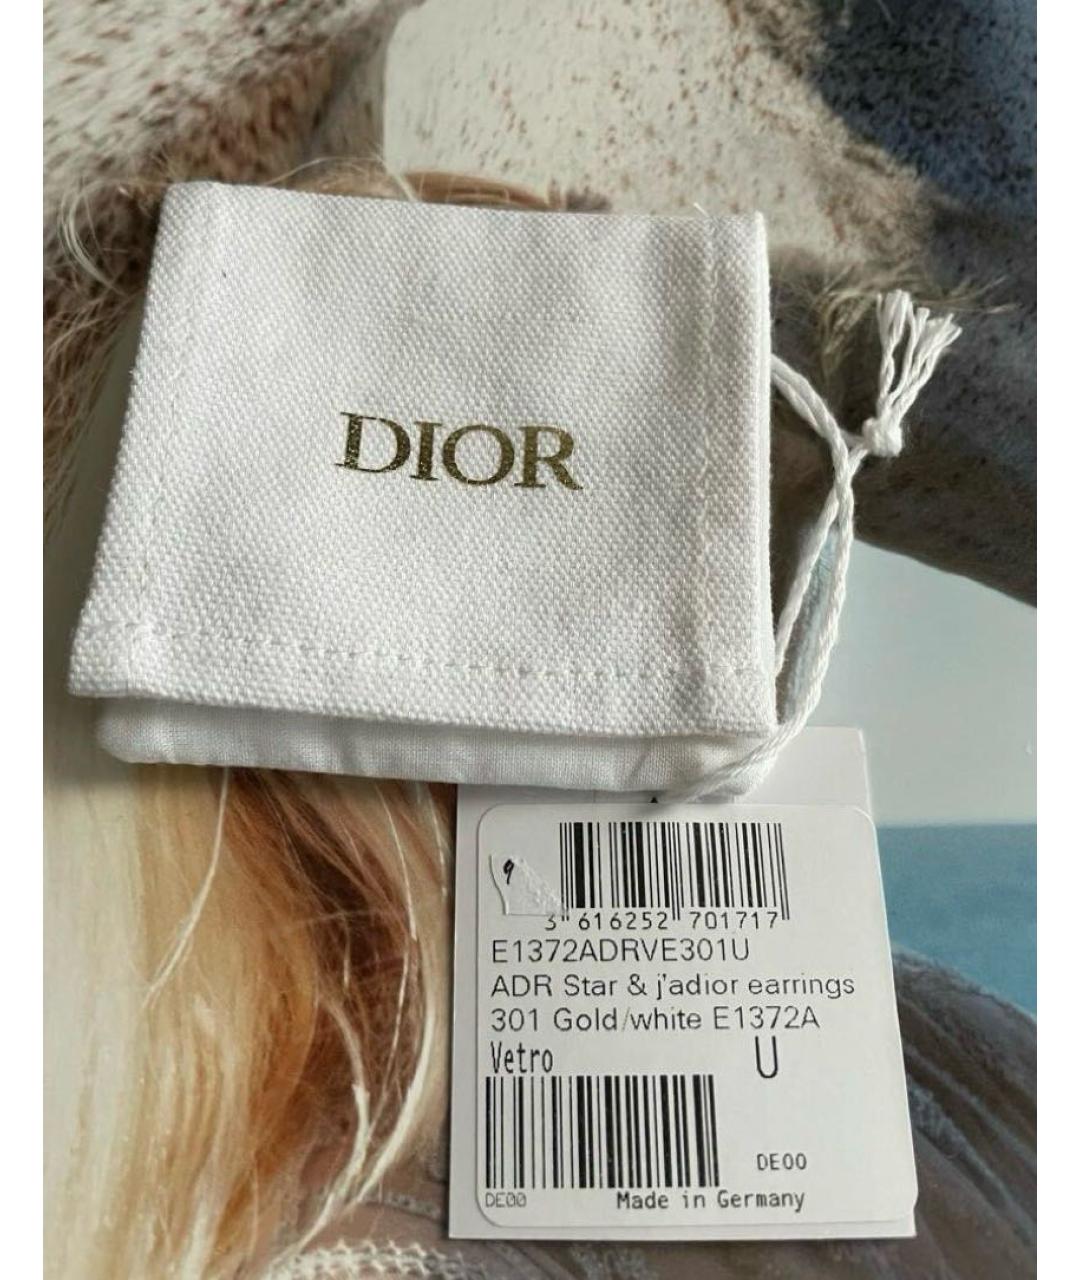 DIOR
9
3 616252 701717
E1372ADRVE301U
ADR Star & j'adior earrings
301 Gold/white E1372A
Vetro U
DE00
DE00 Made in Germany